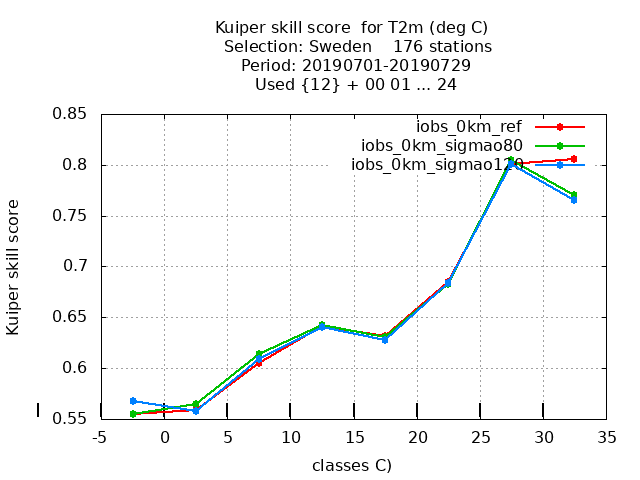 Kuiper skill score  for T2m (deg C)
Selection: Sweden    176 stations
Period: 20190701-20190729
Used {12} + 00 01 ... 24
iobs_0km_ref
iobs_0km_sigmao80
iobs_0km_sigmao120
Kuiper skill score
0.85
0.8
0.75
0.7
0.65
0.6
0.55
-5 0 5 10 15 20 25 30 35
classes C)